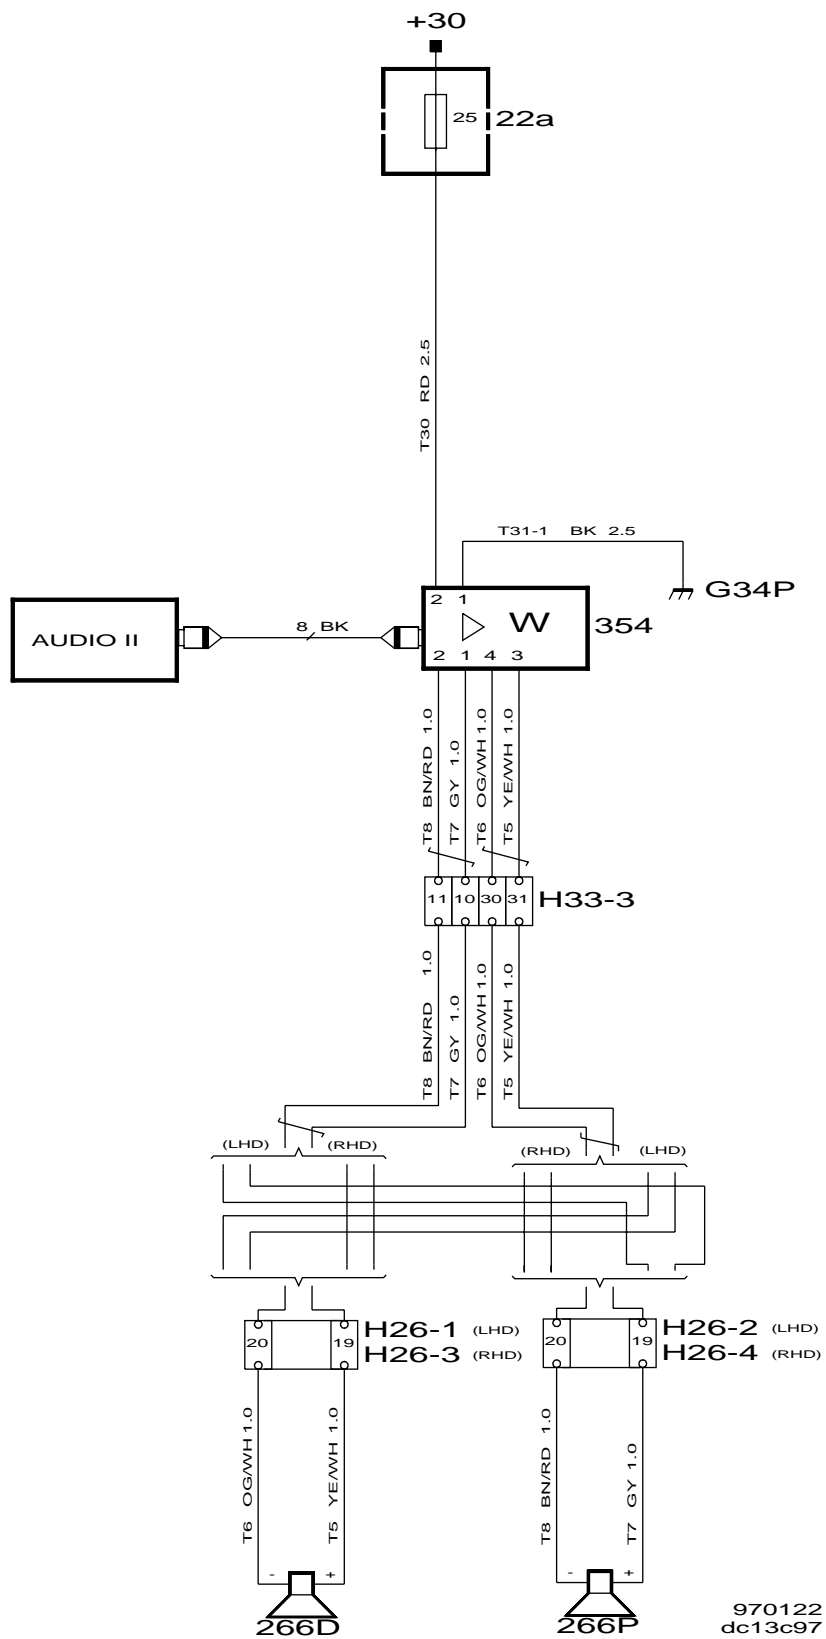 +30
25 22a
T30 RD 2.5
T31-1 BK 2.5
G34P
AUDIO II
8 BK
2 1
W
354
2 1 4 3
T8 BN/RD 1.0
T7 GY 1.0
T6 OG/WH 1.0
T5 YE/WH 1.0
11 10 30 31 H33-3
T8 BN/RD 1.0
T7 GY 1.0
T6 OG/WH 1.0
T5 YE/WH 1.0
(LHD) (RHD) (RHD) (LHD)
20 19 H26-1 (LHD)
H26-3 (RHD)
20 19 H26-2 (LHD)
H26-4 (RHD)
T6 OG/WH 1.0
T5 YE/WH 1.0
T8 BN/RD 1.0
T7 GY 1.0
- + - +
266D 266P
970122
dc13c97